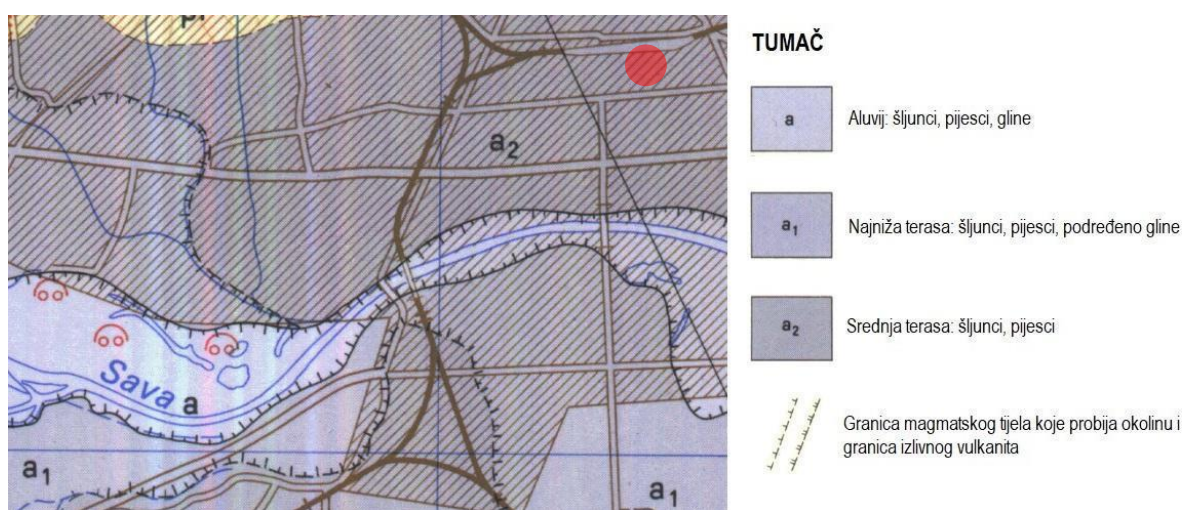 pr
a₂
Sava
a
a₁
a₁
TUMAČ
a
Aluvij: šljunci, pijesci, gline
a₁
Najniža terasa: šljunci, pijesci, podređeno gline
a₂
Srednja terasa: šljunci, pijesci
Granica magmatskog tijela koje probija okolinu i
granica izlivnog vulkanita